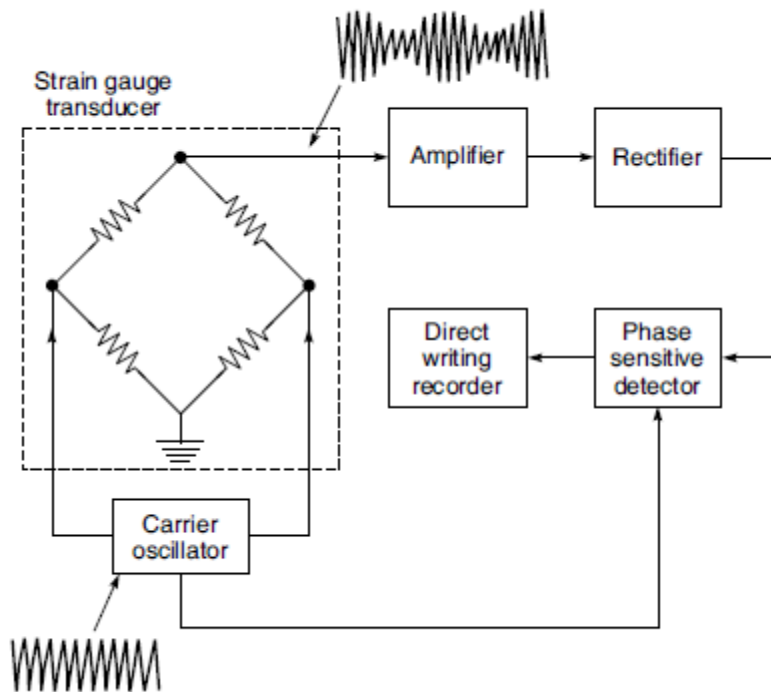 Strain gauge
transducer
Amplifier
Rectifier
Direct
writing
recorder
Phase
sensitive
detector
Carrier
oscillator